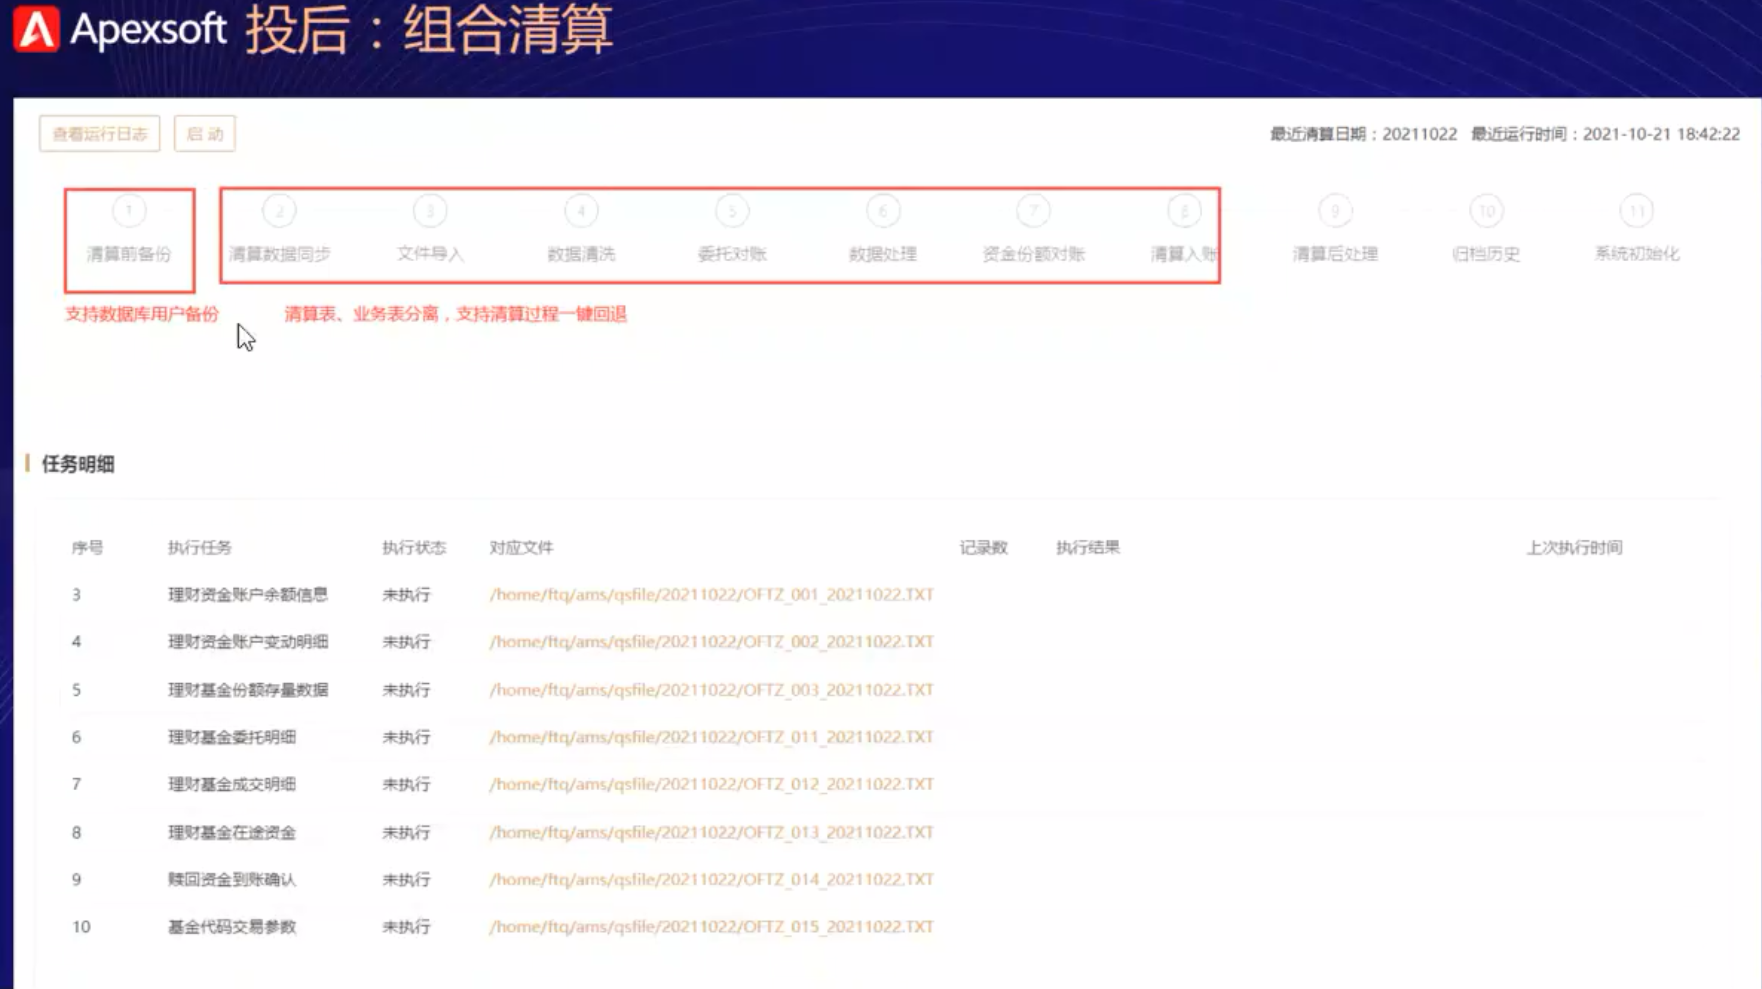 Apexsoft 投后：组合清算
查看运行日志 启动 最近清算日期：20211022 最近运行时间：2021-10-21 18:42:22
1 2 3 4 5 6 7 8 9 10 11
清算前备份 清算数据同步 文件导入 数据清洗 委托对账 数据处理 资金份额对账 清算入账 清算后处理 归档历史 系统初始化
支持数据库用户备份 清算表、业务表分离，支持清算过程一键回退
任务明细
序号 执行任务 执行状态 对应文件 记录数 执行结果 上次执行时间
3 理财资金账户余额信息 未执行 /home/ftq/ams/qsfile/20211022/OFTZ_001_20211022.TXT
4 理财资金账户变动明细 未执行 /home/ftq/ams/qsfile/20211022/OFTZ_002_20211022.TXT
5 理财基金份额存量数据 未执行 /home/ftq/ams/qsfile/20211022/OFTZ_003_20211022.TXT
6 理财基金委托明细 未执行 /home/ftq/ams/qsfile/20211022/OFTZ_011_20211022.TXT
7 理财基金成交明细 未执行 /home/ftq/ams/qsfile/20211022/OFTZ_012_20211022.TXT
8 理财基金在途资金 未执行 /home/ftq/ams/qsfile/20211022/OFTZ_013_20211022.TXT
9 赎回资金到账确认 未执行 /home/ftq/ams/qsfile/20211022/OFTZ_014_20211022.TXT
10 基金代码交易参数 未执行 /home/ftq/ams/qsfile/20211022/OFTZ_015_20211022.TXT